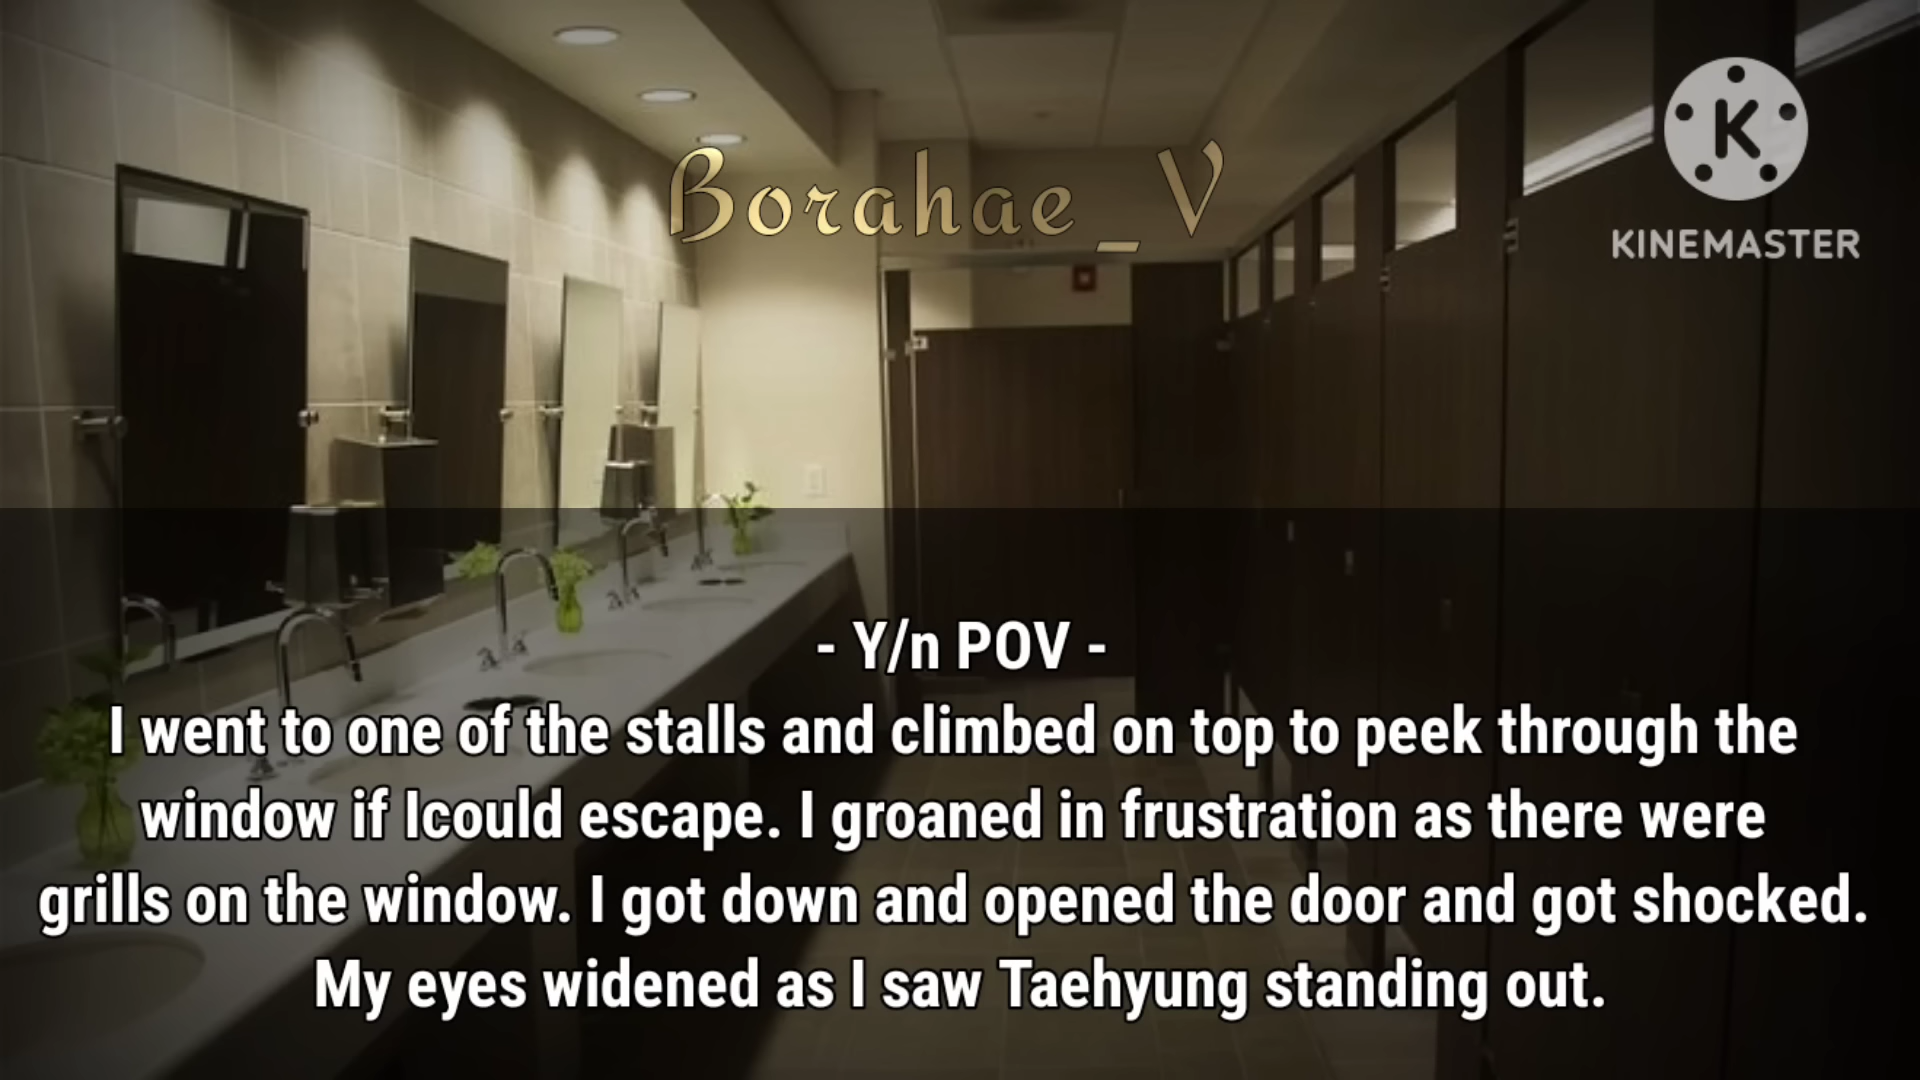 Borahae_V
KINEMASTER
- Y/n POV -
I went to one of the stalls and climbed on top to peek through the
window if Icould escape. I groaned in frustration as there were
grills on the window. I got down and opened the door and got shocked.
My eyes widened as I saw Taehyung standing out.